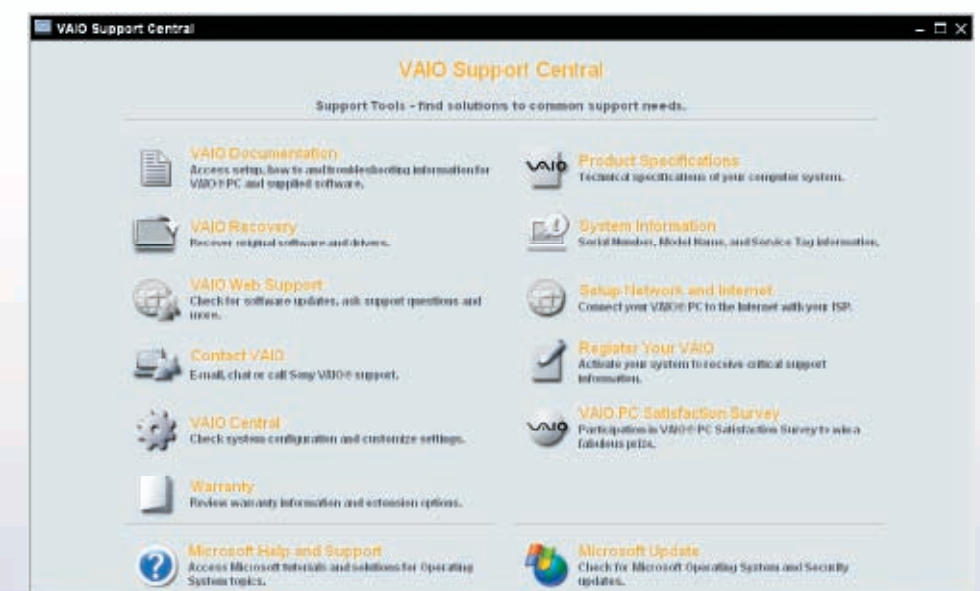 VAIO Support Central
VAIO Support Central
Support Tools - find solutions to common support needs.
VAIO Documentation
Access setup, how to and troubleshooting information for
VAIO® PC and supplied software.
VAIO Recovery
Recover original software and drivers.
VAIO Web Support
Check for software updates, ask support questions and
more.
Contact VAIO
E-mail, chat or call Sony VAIO® support.
VAIO Central
Check system configuration and customize settings.
Warranty
Review warranty information and extension options.
VAIO
Product Specifications
Technical specifications of your computer system.
System Information
Serial Number, Model Name, and Service Tag information.
Setup Network and Internet
Connect your VAIO® PC to the Internet with your ISP.
Register Your VAIO
Activate your system to receive critical support
information.
VAIO
VAIO PC Satisfaction Survey
Participation in VAIO® PC Satisfaction Survey to win a
fabulous prize.
Microsoft Help and Support
Access Microsoft tutorials and solutions for Operating
System topics.
Microsoft Update
Check for Microsoft Operating System and Security
updates.